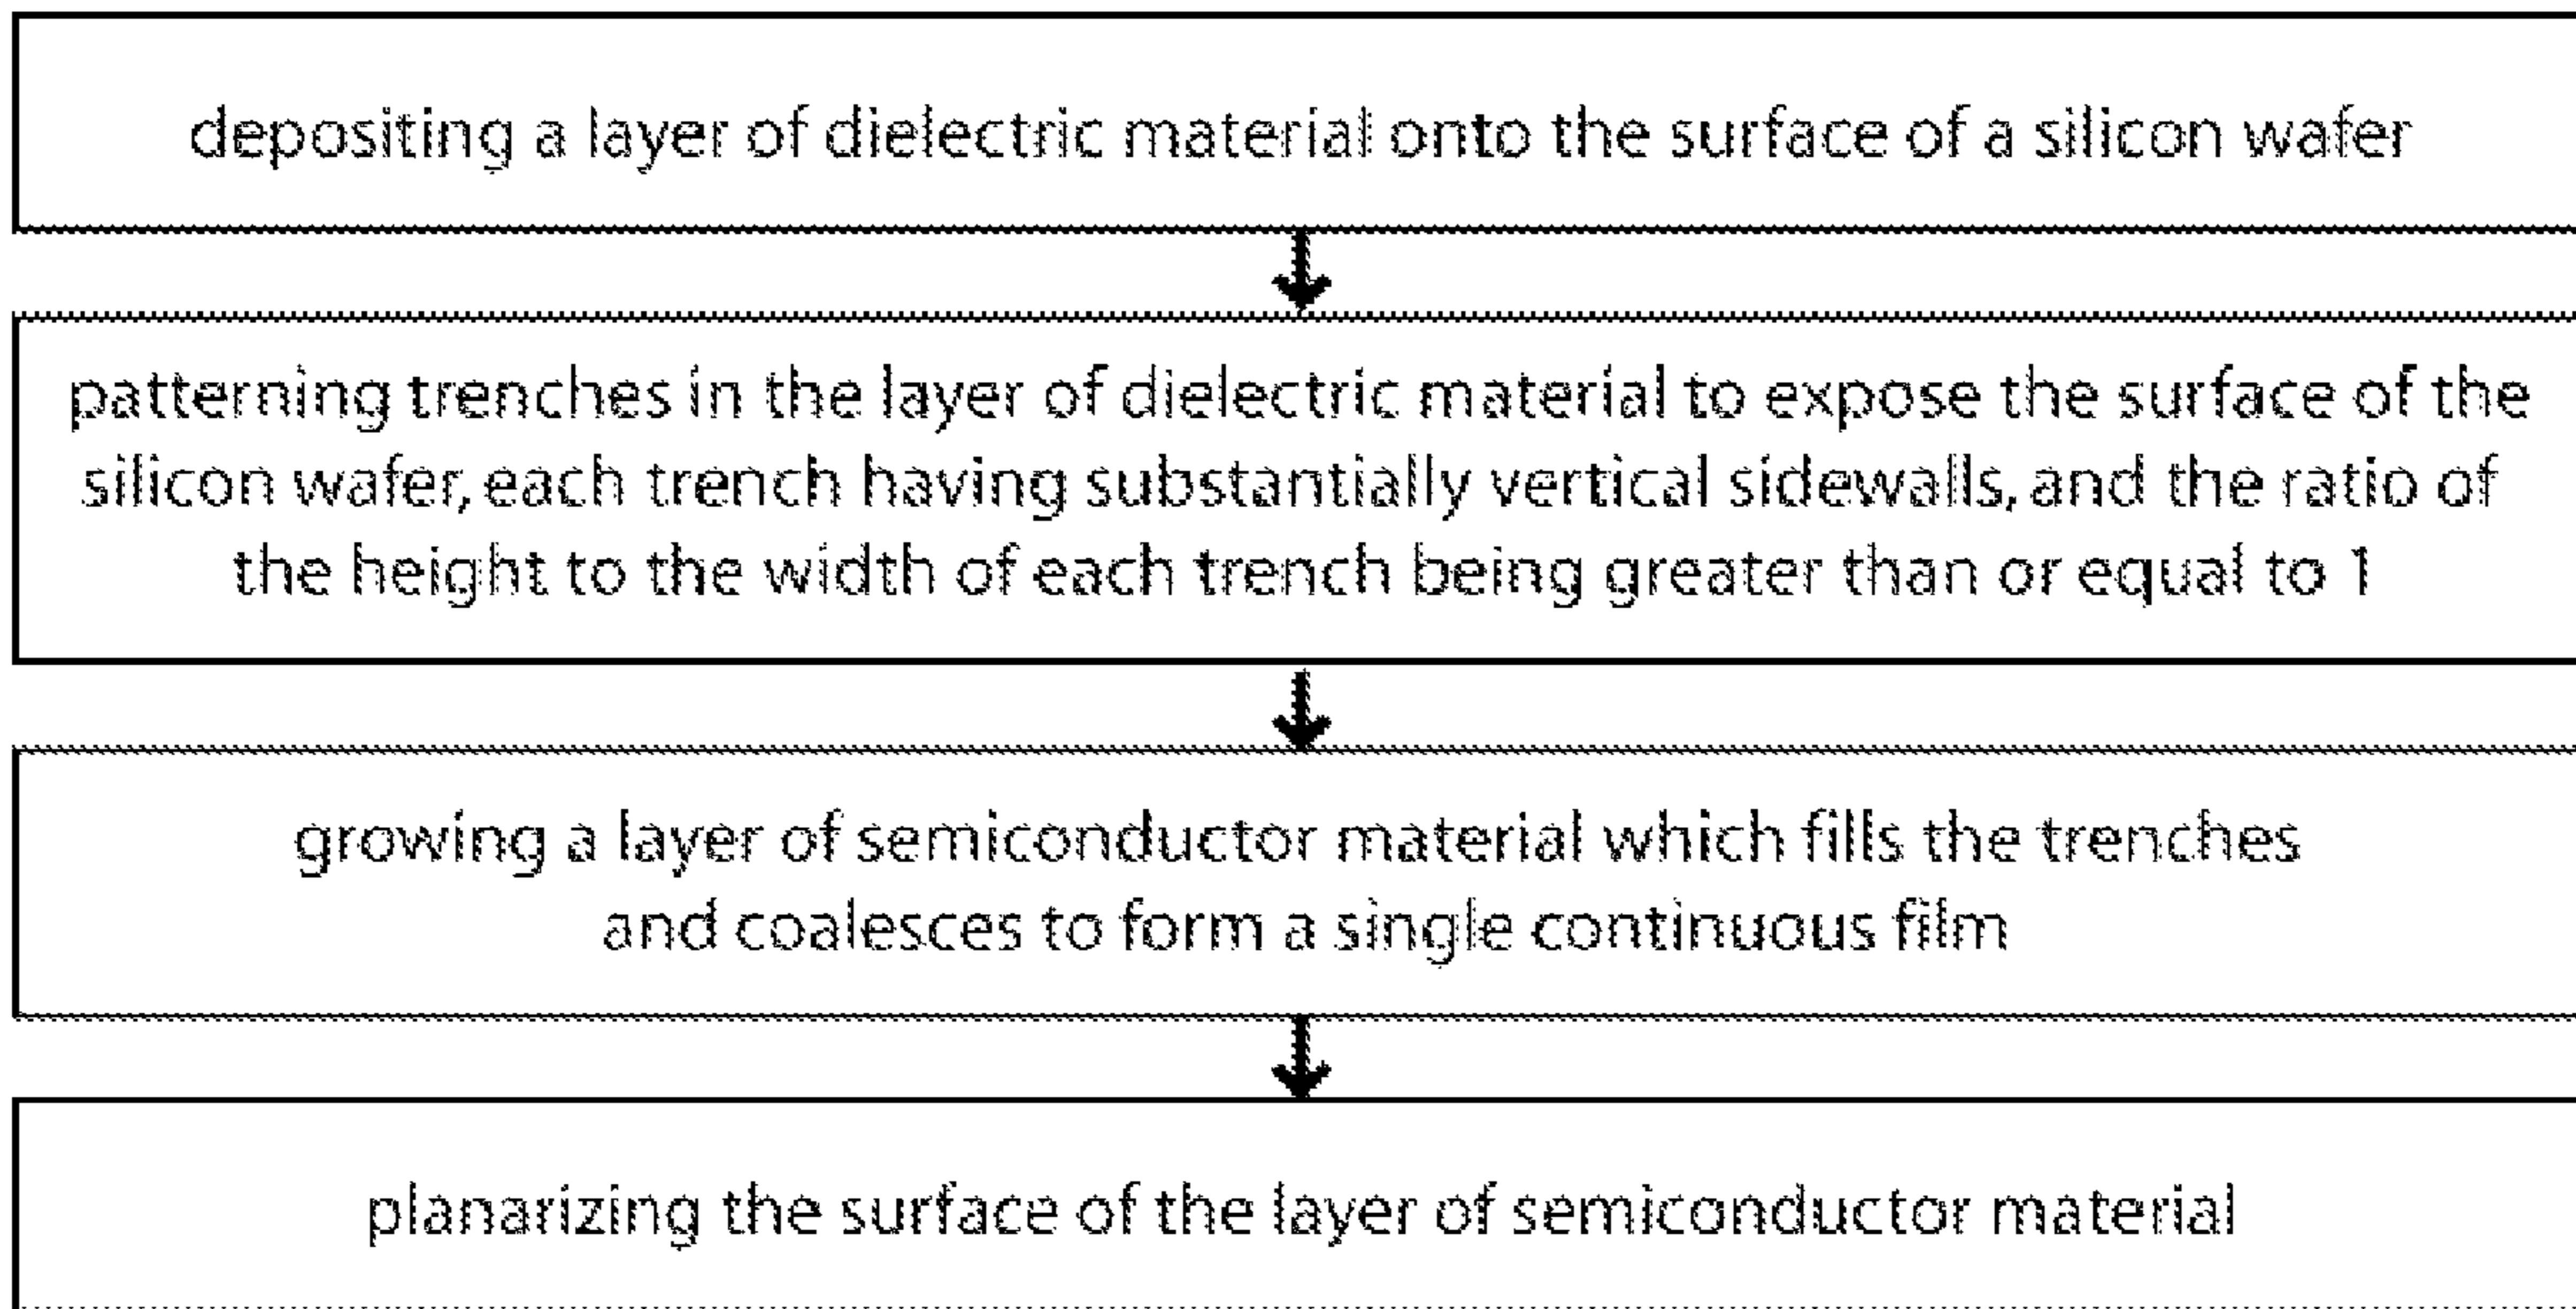 depositing a layer of dielectric material onto the surface of a silicon wafer
patterning trenches in the layer of dielectric material to expose the surface of the
silicon wafer, each trench having substantially vertical sidewalls, and the ratio of
the height to the width of each trench being greater than or equal to 1
growing a layer of semiconductor material which fills the trenches
and coalesces to form a single continuous film
planarizing the surface of the layer of semiconductor material